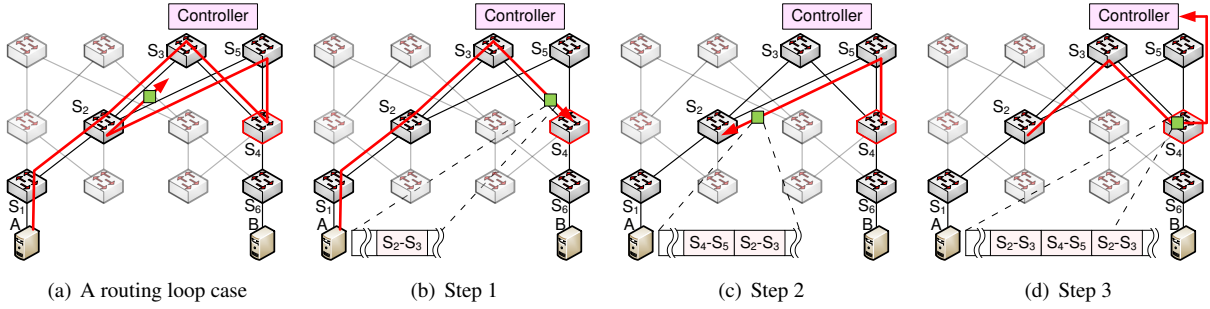 Controller
S3
S5
S2
S4
S1
S6
A
B
(a) A routing loop case
Controller
S3
S5
S2
S4
S1
S6
A
B
S2-S3
(b) Step 1
Controller
S3
S5
S2
S4
S1
S6
A
B
S4-S5 S2-S3
(c) Step 2
Controller
S3
S5
S2
S4
S1
S6
A
B
S2-S3 S4-S5 S2-S3
(d) Step 3